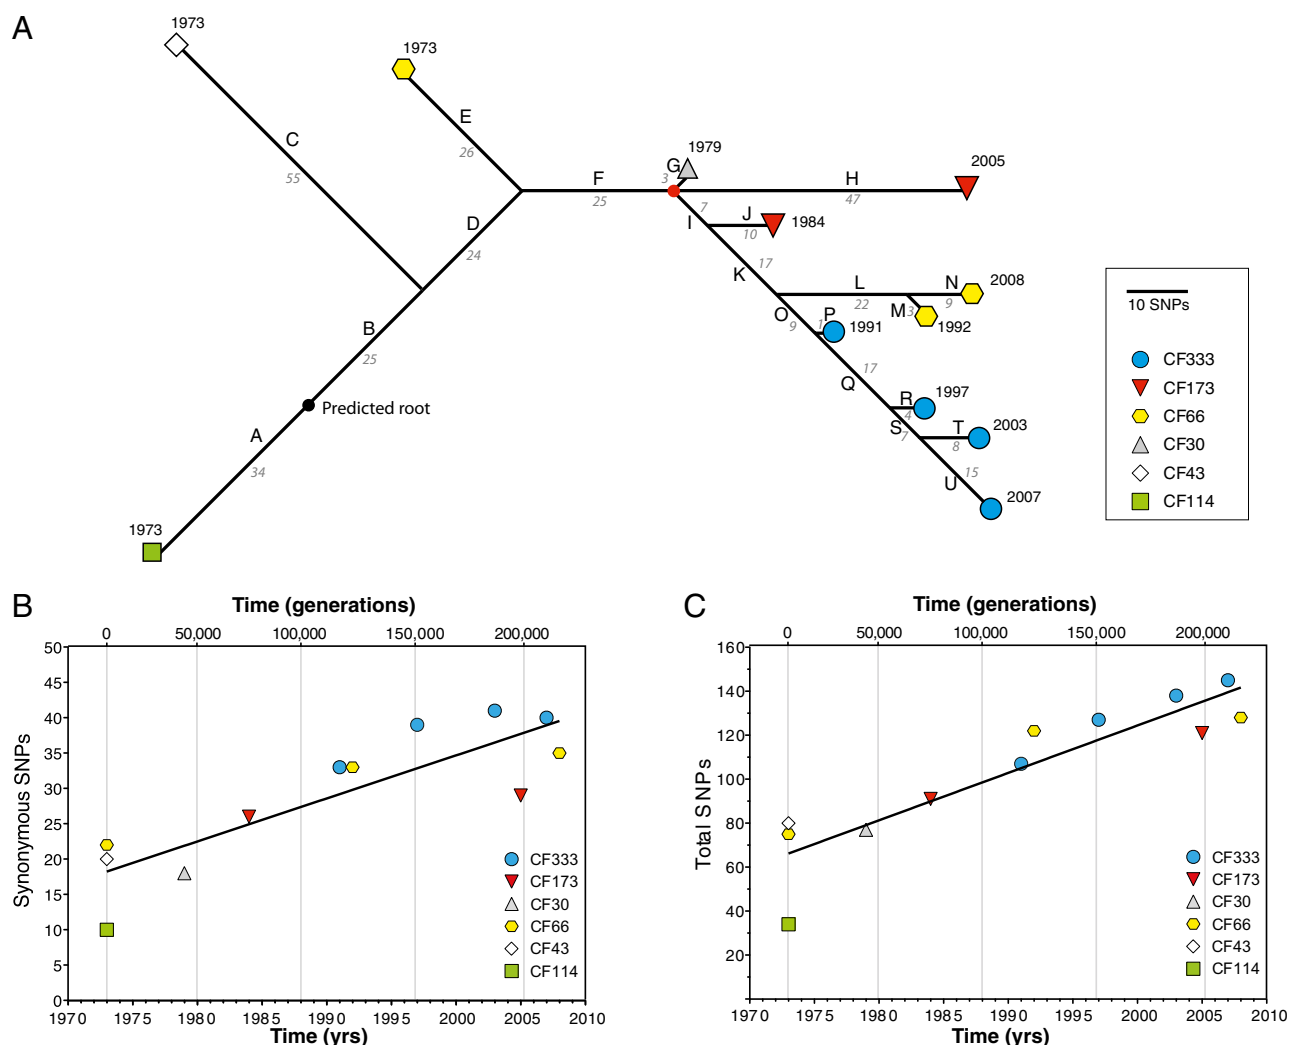 A
1973
1973
C
55
E
26
1979
G
3
2005
H
47
F
25
D
24
7
I
J
10
1984
K
17
L
22
N
9
2008
M
3
1992
O
9
P
1
1991
Q
17
R
4
1997
S
7
T
8
2003
U
15
2007
B
25
Predicted root
A
34
1973
10 SNPs
CF333
CF173
CF66
CF30
CF43
CF114
B
Time (generations)
0 50,000 100,000 150,000 200,000
Synonymous SNPs
50
45
40
35
30
25
20
15
10
5
0
CF333
CF173
CF30
CF66
CF43
CF114
1970 1975 1980 1985 1990 1995 2000 2005 2010
Time (yrs)
C
Time (generations)
0 50,000 100,000 150,000 200,000
Total SNPs
160
140
120
100
80
60
40
20
CF333
CF173
CF30
CF66
CF43
CF114
1970 1975 1980 1985 1990 1995 2000 2005 2010
Time (yrs)